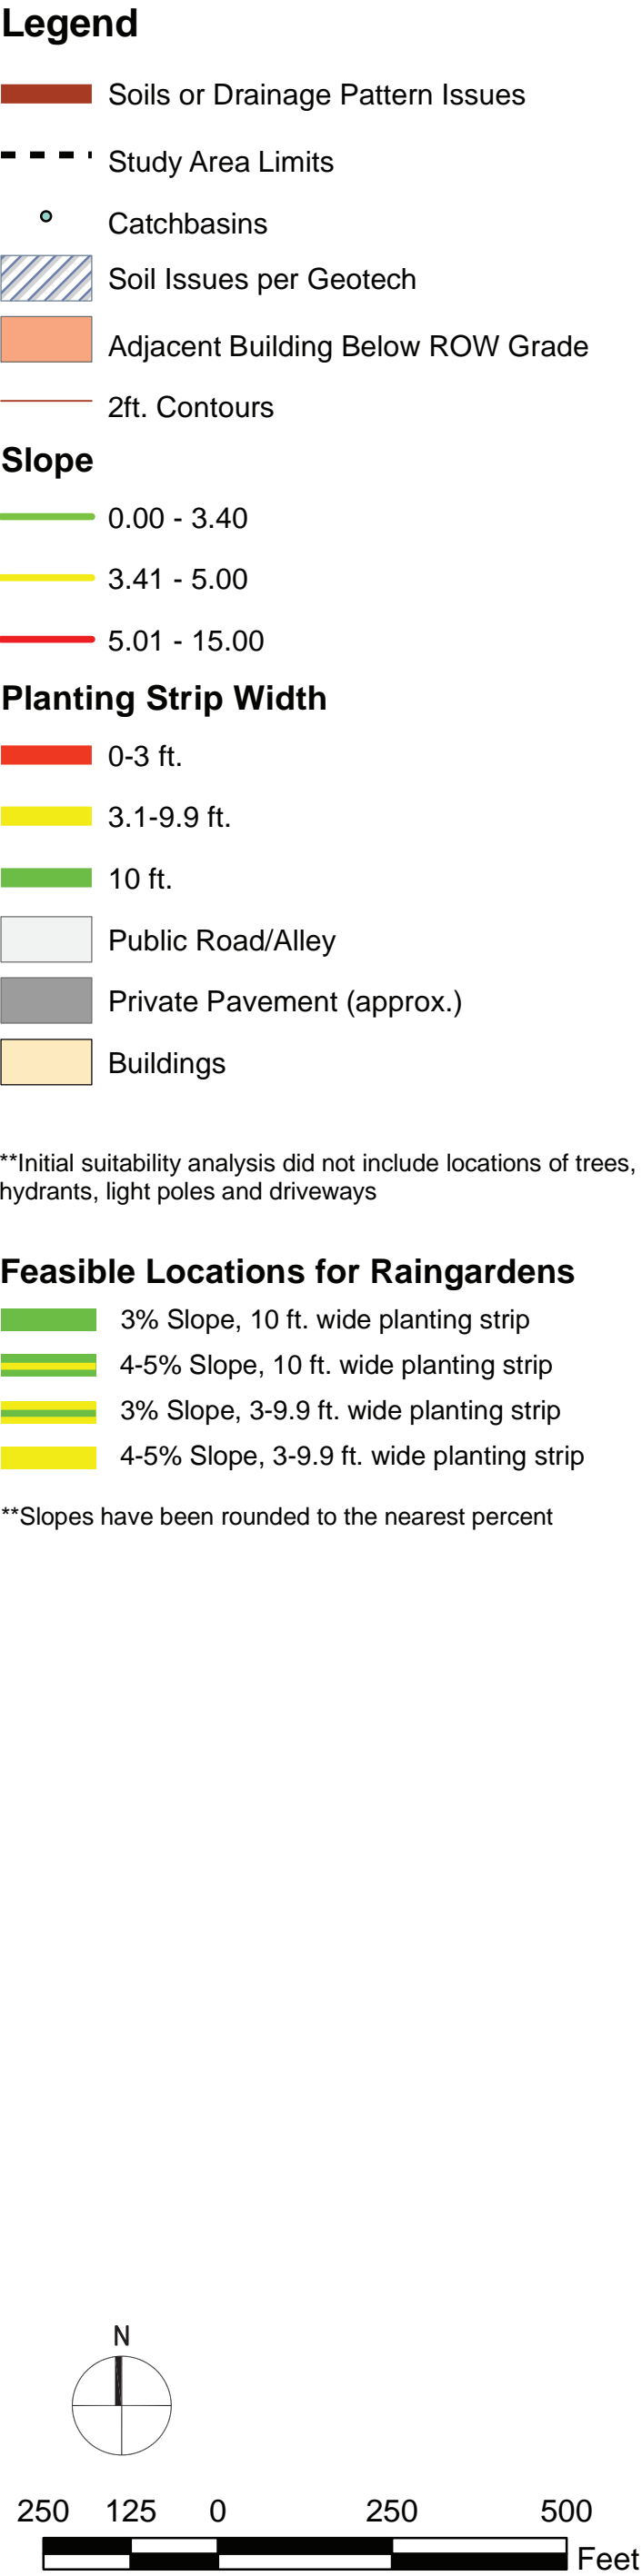 Legend
Soils or Drainage Pattern Issues
Study Area Limits
Catchbasins
Soil Issues per Geotech
Adjacent Building Below ROW Grade
2ft. Contours
Slope
0.00 - 3.40
3.41 - 5.00
5.01 - 15.00
Planting Strip Width
0-3 ft.
3.1-9.9 ft.
10 ft.
Public Road/Alley
Private Pavement (approx.)
Buildings
**Initial suitability analysis did not include locations of trees,
hydrants, light poles and driveways
Feasible Locations for Raingardens
3% Slope, 10 ft. wide planting strip
4-5% Slope, 10 ft. wide planting strip
3% Slope, 3-9.9 ft. wide planting strip
4-5% Slope, 3-9.9 ft. wide planting strip
**Slopes have been rounded to the nearest percent
N
250 125 0 250 500
Feet